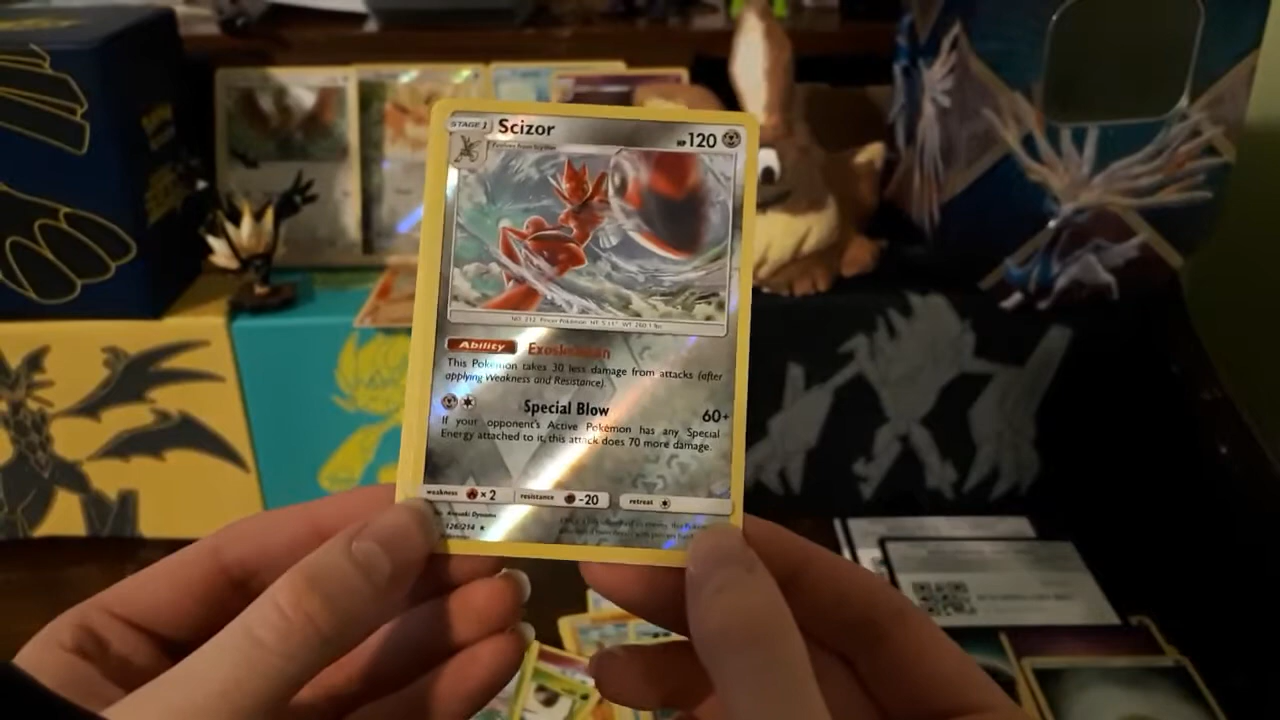 STAGE 1 Scizor HP 120
Evolves from Scyther
NO. 212 Pincer Pokémon HT: 5'11" WT: 260.1 lbs
Ability Exoskeleton
This Pokémon takes 30 less damage from attacks (after
applying Weakness and Resistance).
Special Blow 60+
If your opponent's Active Pokémon has any Special
Energy attached to it, this attack does 70 more damage.
weakness ×2 resistance -20 retreat
126/214